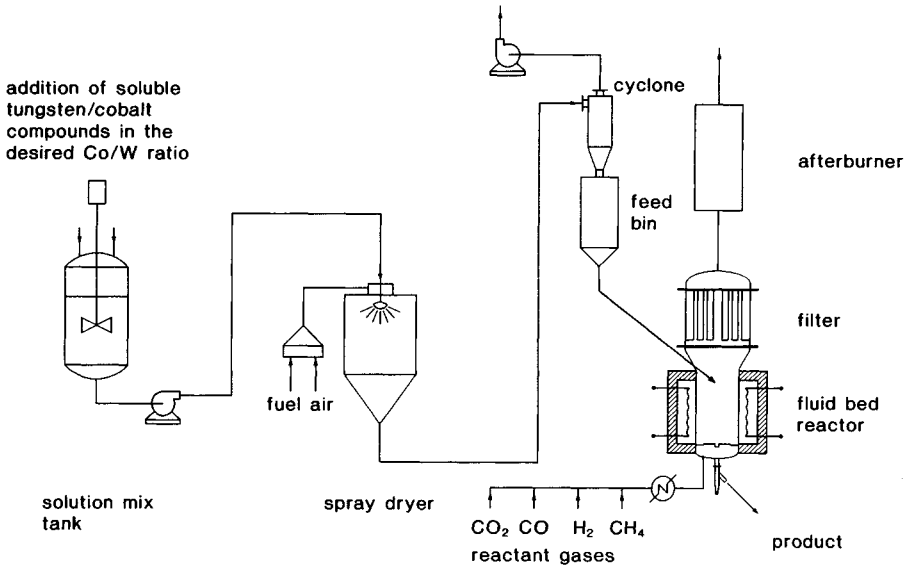 addition of soluble
tungsten/cobalt
compounds in the
desired Co/W ratio
cyclone
afterburner
feed
bin
filter
fuel air
fluid bed
reactor
solution mix
tank
spray dryer
CO₂ CO H₂ CH₄
reactant gases
product